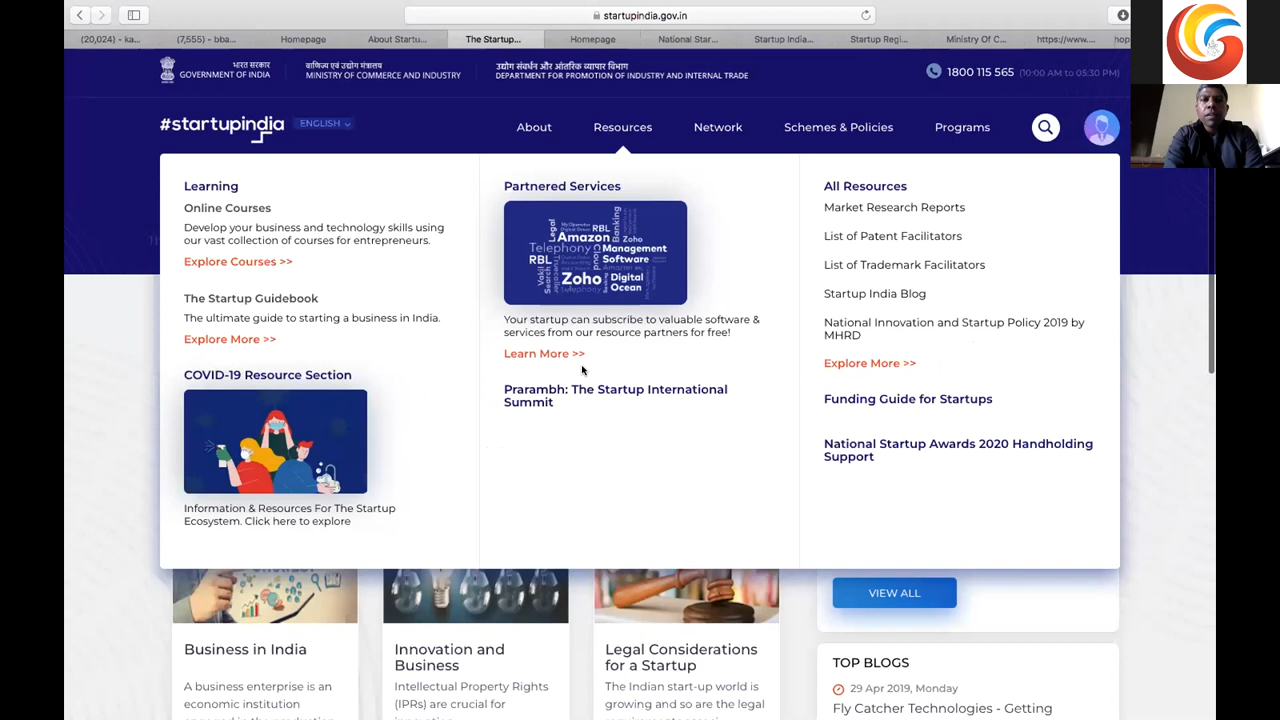 startupindia.gov.in
(20,024) - ka...
(7,555) - bba...
Homepage
About Startu...
The Startup...
Homepage
National Star...
Startup India...
Startup Regi...
Ministry Of C...
https://www....
hop
भारत सरकार
GOVERNMENT OF INDIA
वाणिज्य एवं उद्योग मंत्रालय
MINISTRY OF COMMERCE AND INDUSTRY
उद्योग संवर्धन और आंतरिक व्यापार विभाग
DEPARTMENT FOR PROMOTION OF INDUSTRY AND INTERNAL TRADE
1800 115 565 (10:00 AM to 05:30 PM)
#startupindia
ENGLISH
About
Resources
Network
Schemes & Policies
Programs
Learning
Online Courses
Develop your business and technology skills using
our vast collection of courses for entrepreneurs.
Explore Courses >>
The Startup Guidebook
The ultimate guide to starting a business in India.
Explore More >>
COVID-19 Resource Section
Information & Resources For The Startup
Ecosystem. Click here to explore
Partnered Services
Legal
RBL
Banking
Amazon
Zoho
Telephony
Cloud
Management
RBL
Software
Vakil
Search
Zoho
Digital
Ocean
Your startup can subscribe to valuable software &
services from our resource partners for free!
Learn More >>
Prarambh: The Startup International
Summit
All Resources
Market Research Reports
List of Patent Facilitators
List of Trademark Facilitators
Startup India Blog
National Innovation and Startup Policy 2019 by
MHRD
Explore More >>
Funding Guide for Startups
National Startup Awards 2020 Handholding
Support
Business in India
A business enterprise is an
economic institution
Innovation and
Business
Intellectual Property Rights
(IPRs) are crucial for
Legal Considerations
for a Startup
The Indian start-up world is
growing and so are the legal
VIEW ALL
TOP BLOGS
29 Apr 2019, Monday
Fly Catcher Technologies - Getting